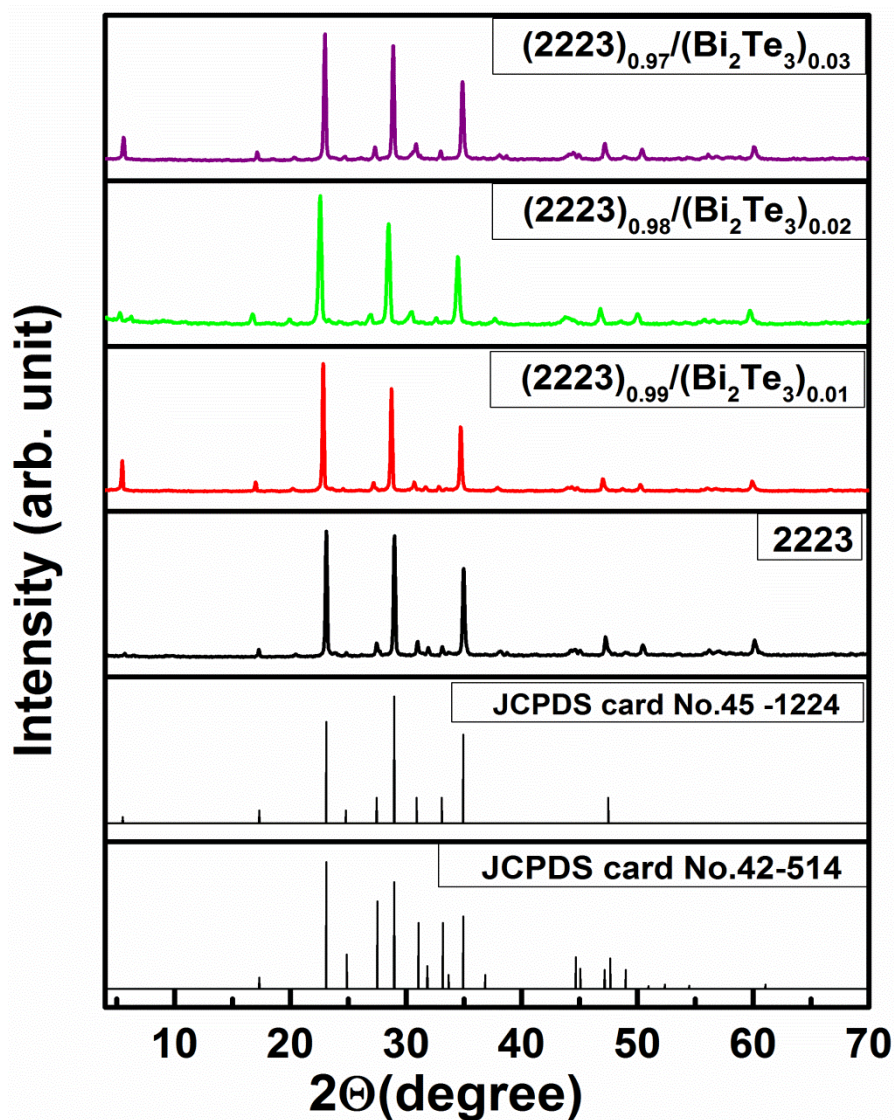 (2223)₀.₉₇/(Bi₂Te₃)₀.₀₃
(2223)₀.₉₈/(Bi₂Te₃)₀.₀₂
(2223)₀.₉₉/(Bi₂Te₃)₀.₀₁
2223
JCPDS card No.45 -1224
JCPDS card No.42-514
Intensity (arb. unit)
10 20 30 40 50 60 70
2Θ(degree)